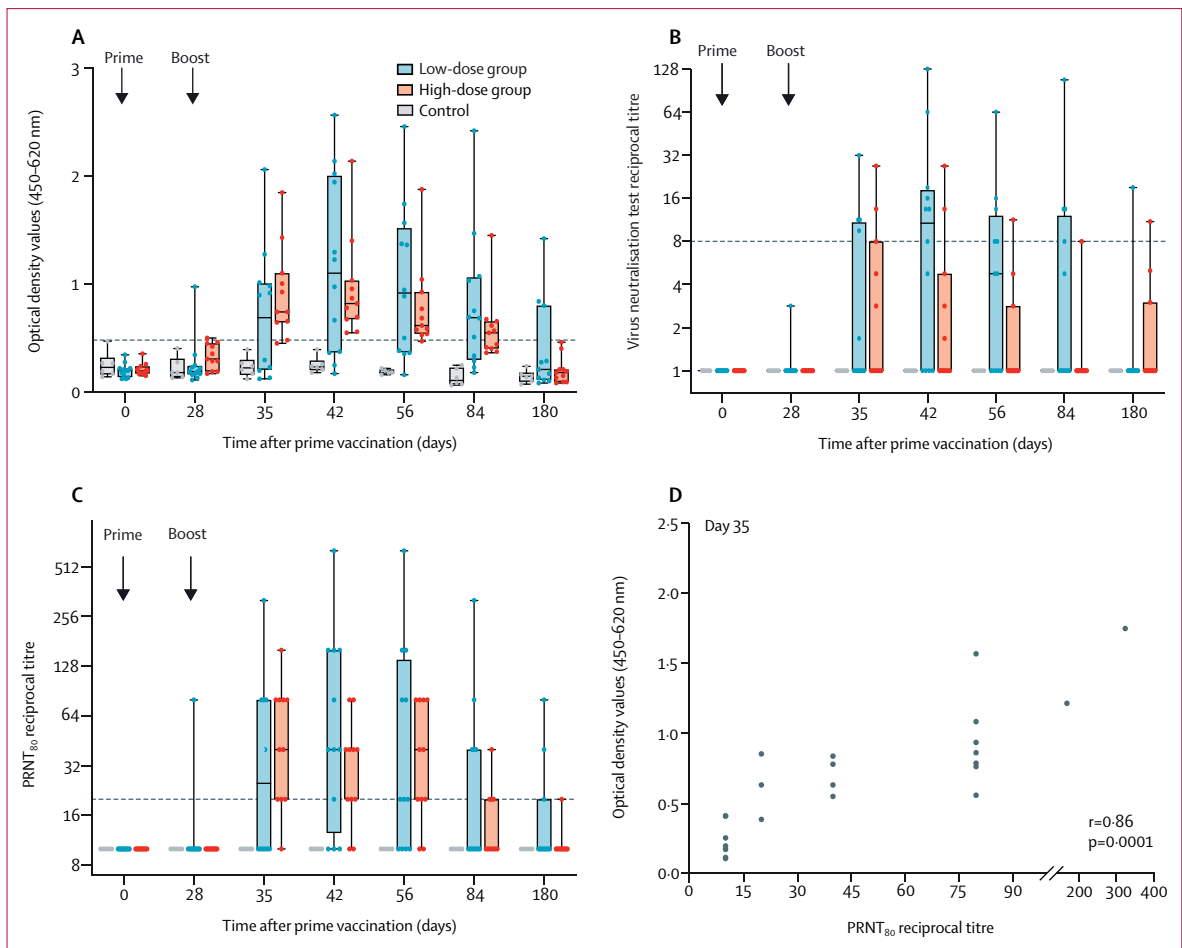 A
Prime
Boost
Low-dose group
High-dose group
Control
3
2
1
0
Optical density values (450–620 nm)
0 28 35 42 56 84 180
Time after prime vaccination (days)
B
Prime
Boost
128
64
32
16
8
4
2
1
Virus neutralisation test reciprocal titre
0 28 35 42 56 84 180
Time after prime vaccination (days)
C
Prime
Boost
512
256
128
64
32
16
8
PRNT₈₀ reciprocal titre
0 28 35 42 56 84 180
Time after prime vaccination (days)
D
Day 35
2·5
2·0
1·5
1·0
0·5
0·0
Optical density values (450–620 nm)
r=0·86
p=0·0001
0 15 30 45 60 75 90 200 300 400
PRNT₈₀ reciprocal titre